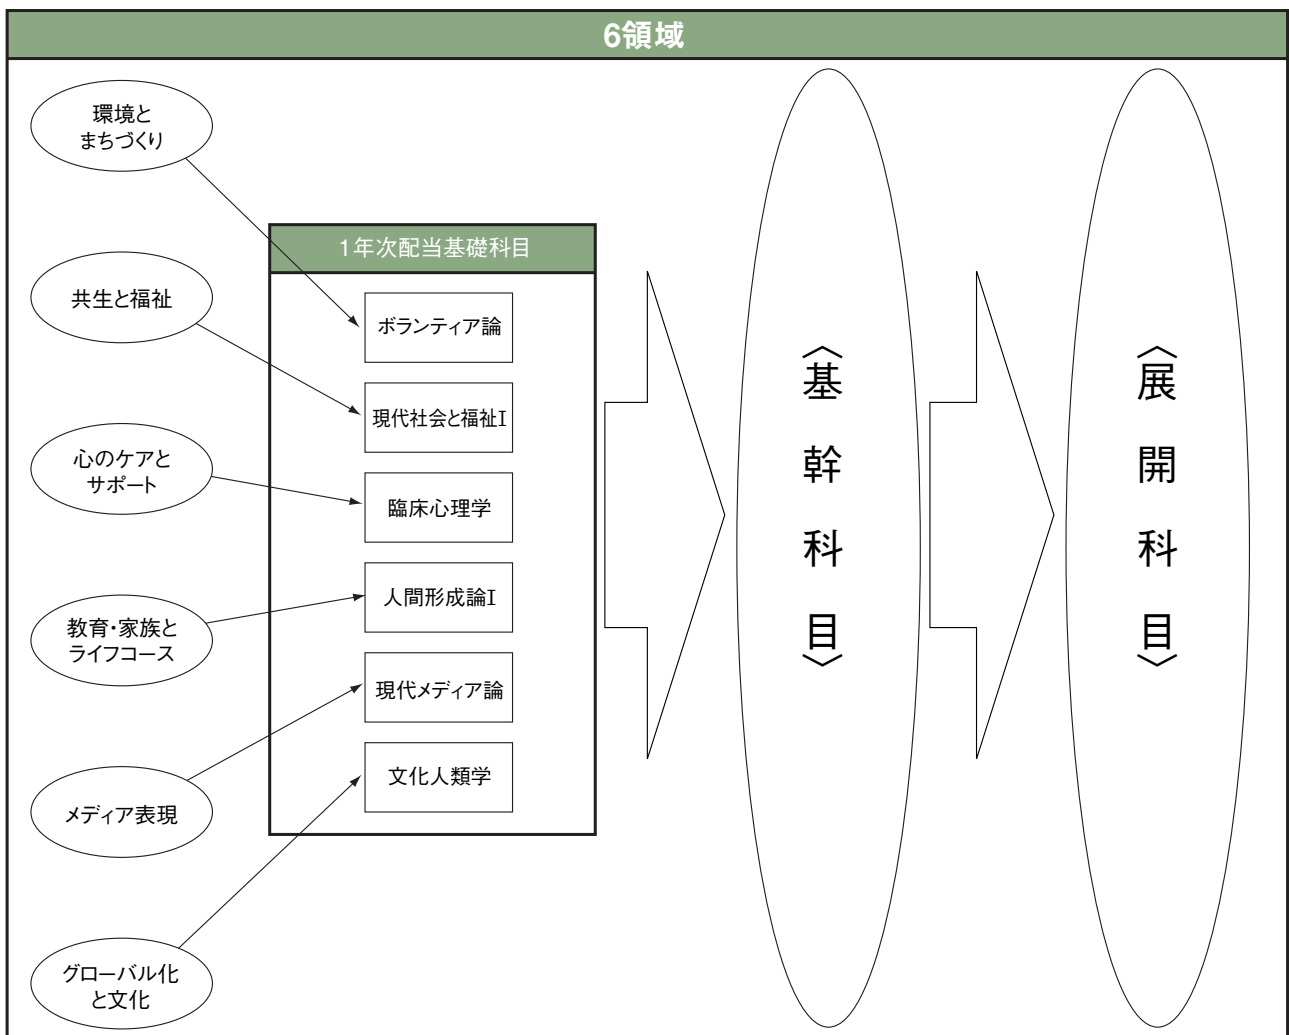 6領域
環境と
まちづくり
共生と福祉
心のケアと
サポート
教育・家族と
ライフコース
メディア表現
グローバル化
と文化
1年次配当基礎科目
ボランティア論
現代社会と福祉I
臨床心理学
人間形成論I
現代メディア論
文化人類学
〈基幹科目〉
〈展開科目〉